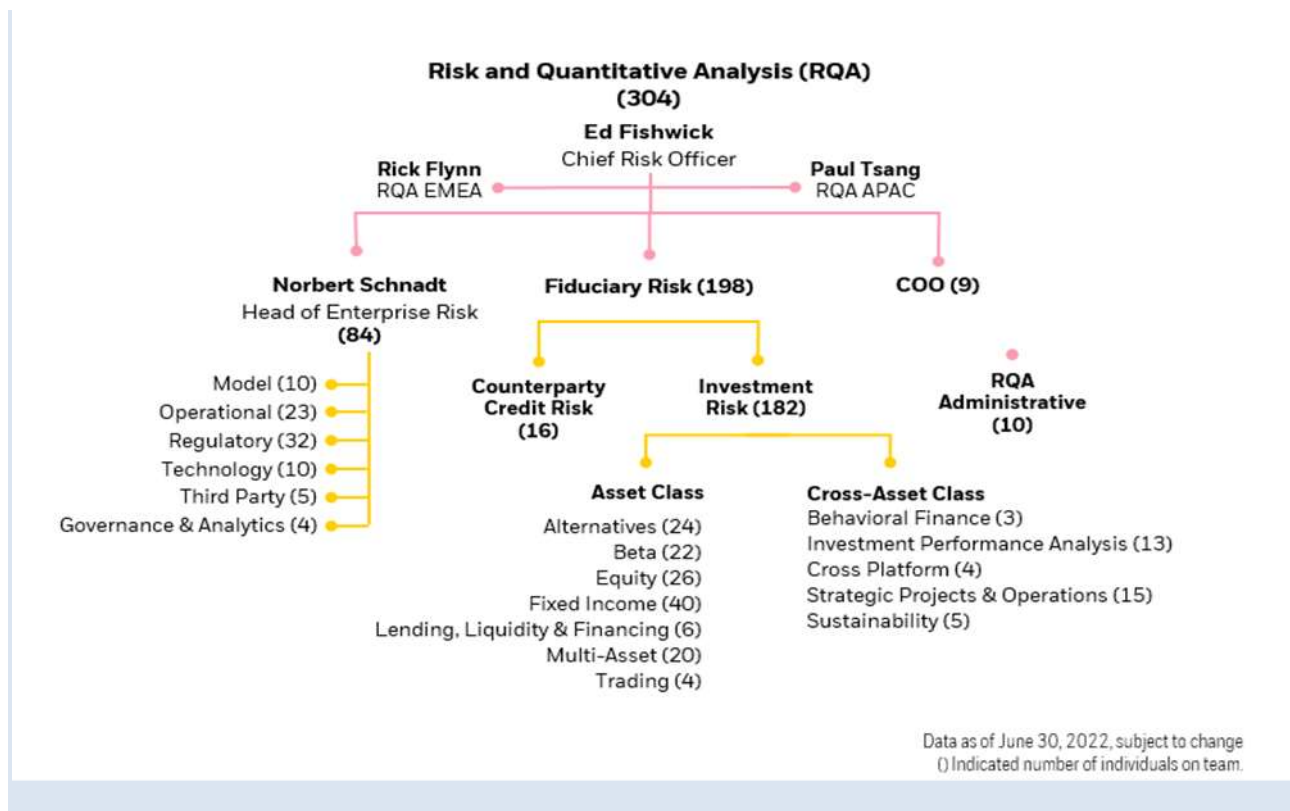 Risk and Quantitative Analysis (RQA)
(304)
Ed Fishwick
Chief Risk Officer
Rick Flynn
RQA EMEA
Paul Tsang
RQA APAC
Norbert Schnadt
Head of Enterprise Risk
(84)
Model (10)
Operational (23)
Regulatory (32)
Technology (10)
Third Party (5)
Governance & Analytics (4)
Fiduciary Risk (198)
Counterparty
Credit Risk
(16)
Investment
Risk (182)
Asset Class
Alternatives (24)
Beta (22)
Equity (26)
Fixed Income (40)
Lending, Liquidity & Financing (6)
Multi-Asset (20)
Trading (4)
Cross-Asset Class
Behavioral Finance (3)
Investment Performance Analysis (13)
Cross Platform (4)
Strategic Projects & Operations (15)
Sustainability (5)
COO (9)
RQA
Administrative
(10)
Data as of June 30, 2022, subject to change
() Indicated number of individuals on team.